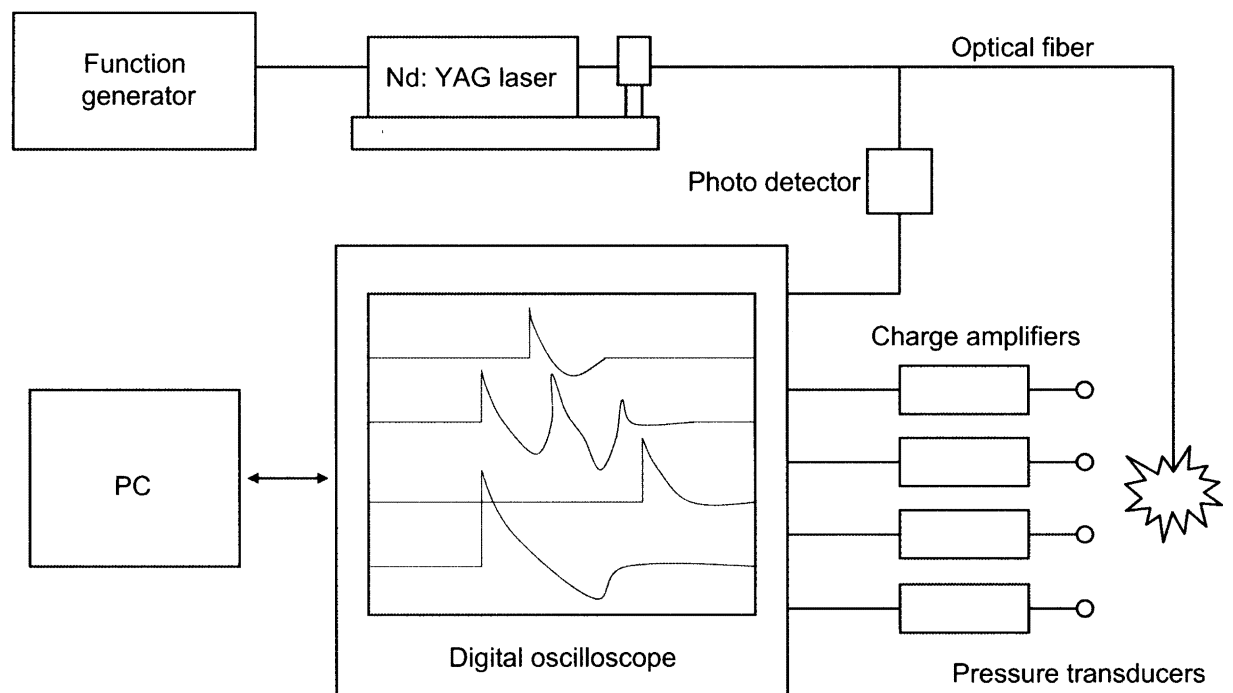 Function
generator
Nd: YAG laser
Optical fiber
Photo detector
Charge amplifiers
PC
Digital oscilloscope
Pressure transducers